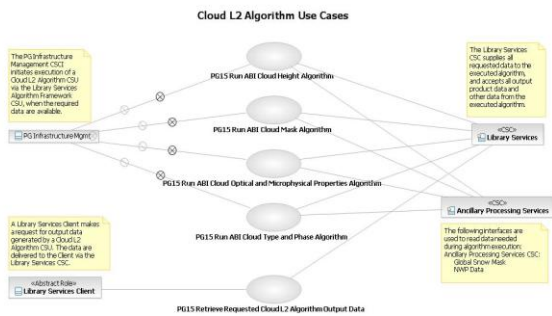 Cloud L2 Algorithm Use Cases
The PG Infrastructure
Management CSCI
initiates execution of a
Cloud L2 Algorithm CSU
via the Library Services
Algorithm Framework
CSU, when the required
data are available.
PG15 Run ABI Cloud Height Algorithm
The Library Services
CSC supplies all
requested data to the
executed algorithm,
and accepts all output
product data and
other data from the
executed algorithm.
PG Infrastructure Mgmt
PG15 Run ABI Cloud Mask Algorithm
«CSC»
Library Services
PG15 Run ABI Cloud Optical and Microphysical Properties Algorithm
«CSC»
Ancillary Processing Services
A Library Services Client makes
a request for output data
generated by a Cloud L2
Algorithm CSU. The data are
delivered to the Client via the
Library Services CSC.
PG15 Run ABI Cloud Type and Phase Algorithm
The following interfaces are
used to read data needed
during algorithm execution:
Ancillary Processing Services CSC:
Global Snow Mask
NWP Data
«Abstract Role»
Library Services Client
PG15 Retrieve Requested Cloud L2 Algorithm Output Data